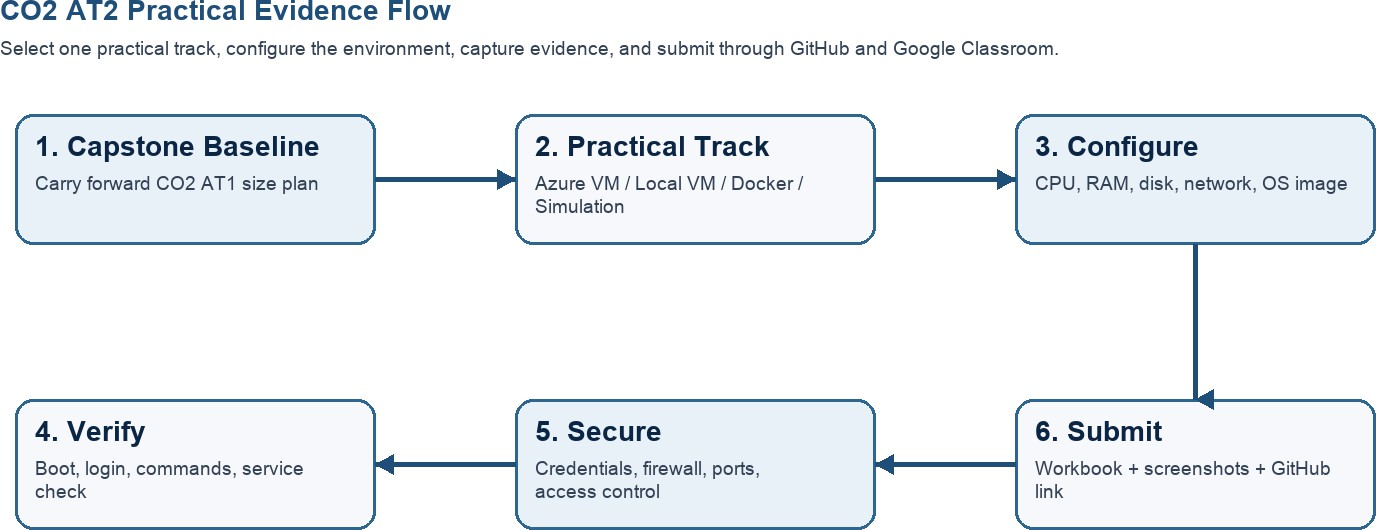 CO2 AT2 Practical Evidence Flow
Select one practical track, configure the environment, capture evidence, and submit through GitHub and Google Classroom.
1. Capstone Baseline
Carry forward CO2 AT1 size plan
2. Practical Track
Azure VM / Local VM / Docker /
Simulation
3. Configure
CPU, RAM, disk, network, OS image
4. Verify
Boot, login, commands, service
check
5. Secure
Credentials, firewall, ports,
access control
6. Submit
Workbook + screenshots + GitHub
link